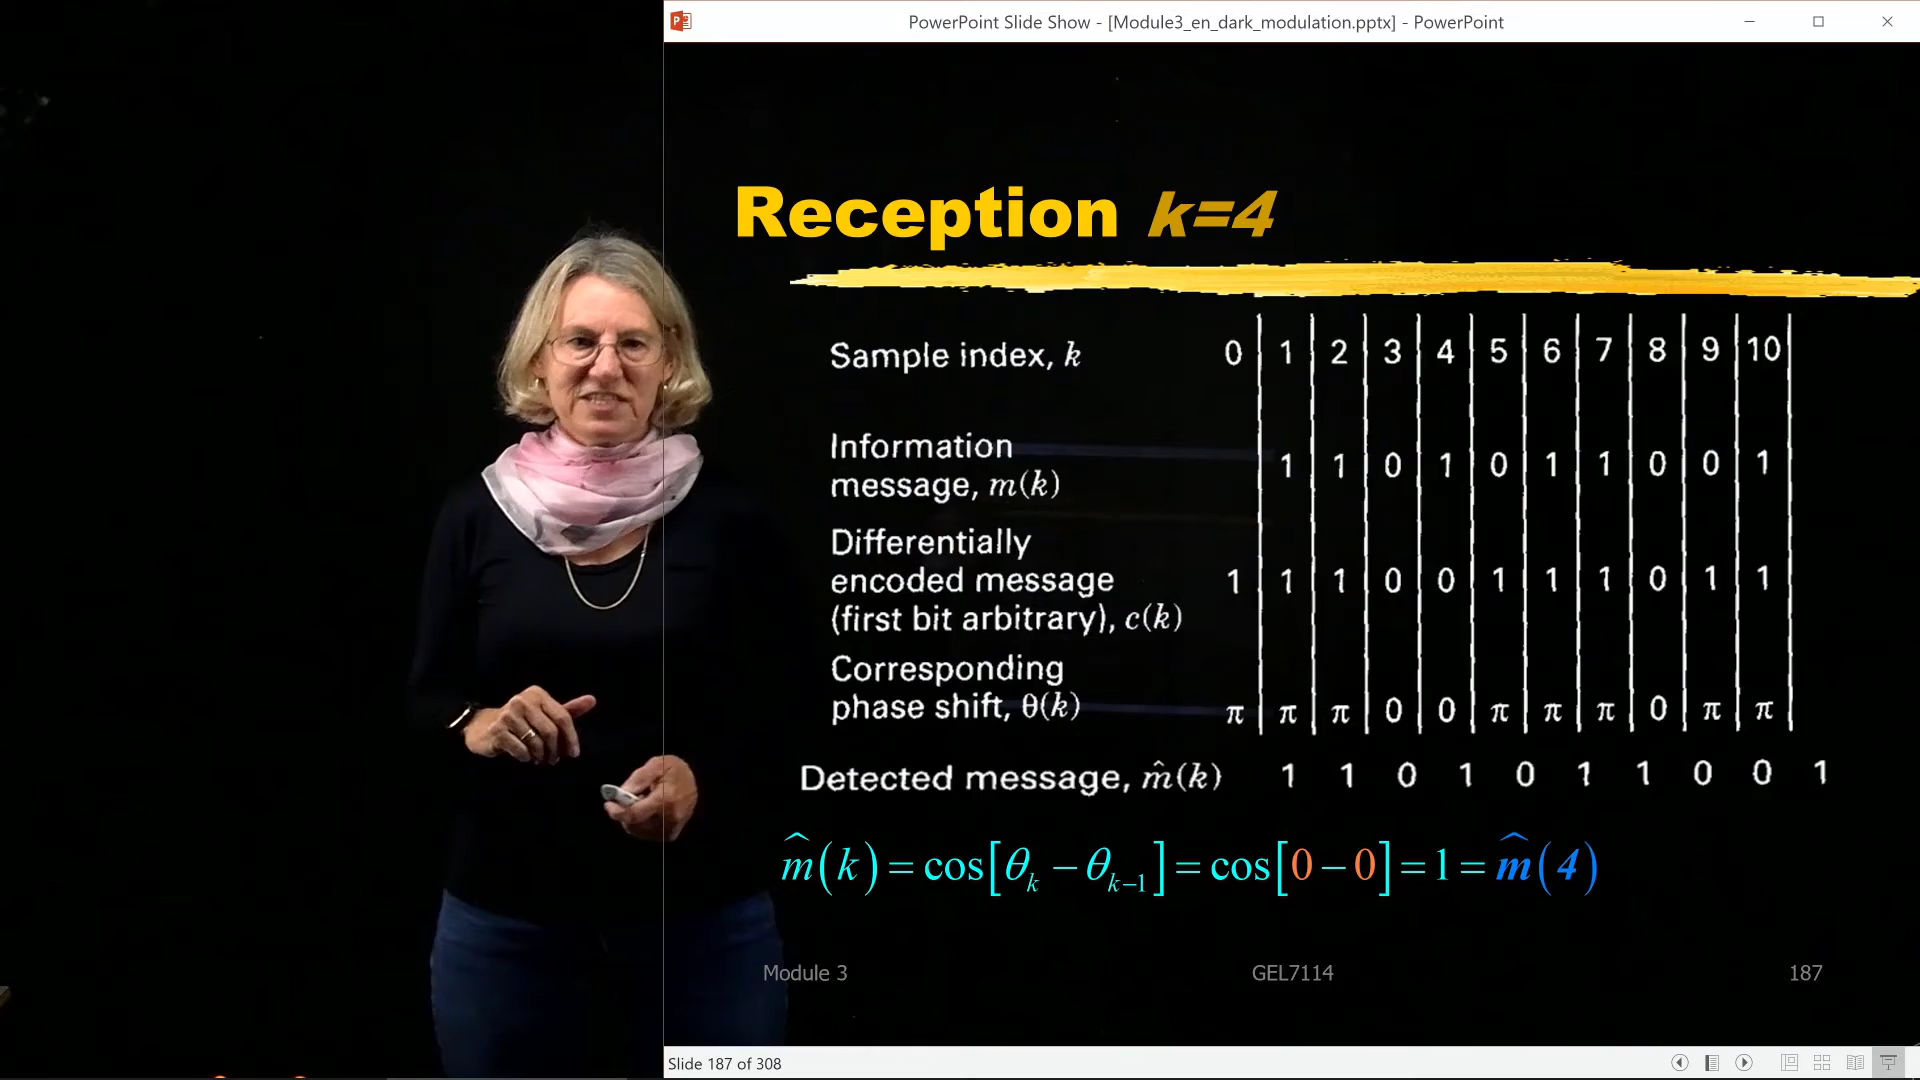 PowerPoint Slide Show - [Module3_en_dark_modulation.pptx] - PowerPoint
Reception k=4
Sample index, k 0 1 2 3 4 5 6 7 8 9 10
Information
message, m(k) 1 1 0 1 0 1 1 0 0 1
Differentially
encoded message 1 1 1 0 0 1 1 1 0 1 1
(first bit arbitrary), c(k)
Corresponding
phase shift, θ(k) π π π 0 0 π π π 0 π π
Detected message, m̂(k) 1 1 0 1 0 1 1 0 0 1
m̂(k) = cos[θₖ − θₖ₋₁] = cos[0 − 0] = 1 = m̂(4)
Module 3 GEL7114 187
Slide 187 of 308